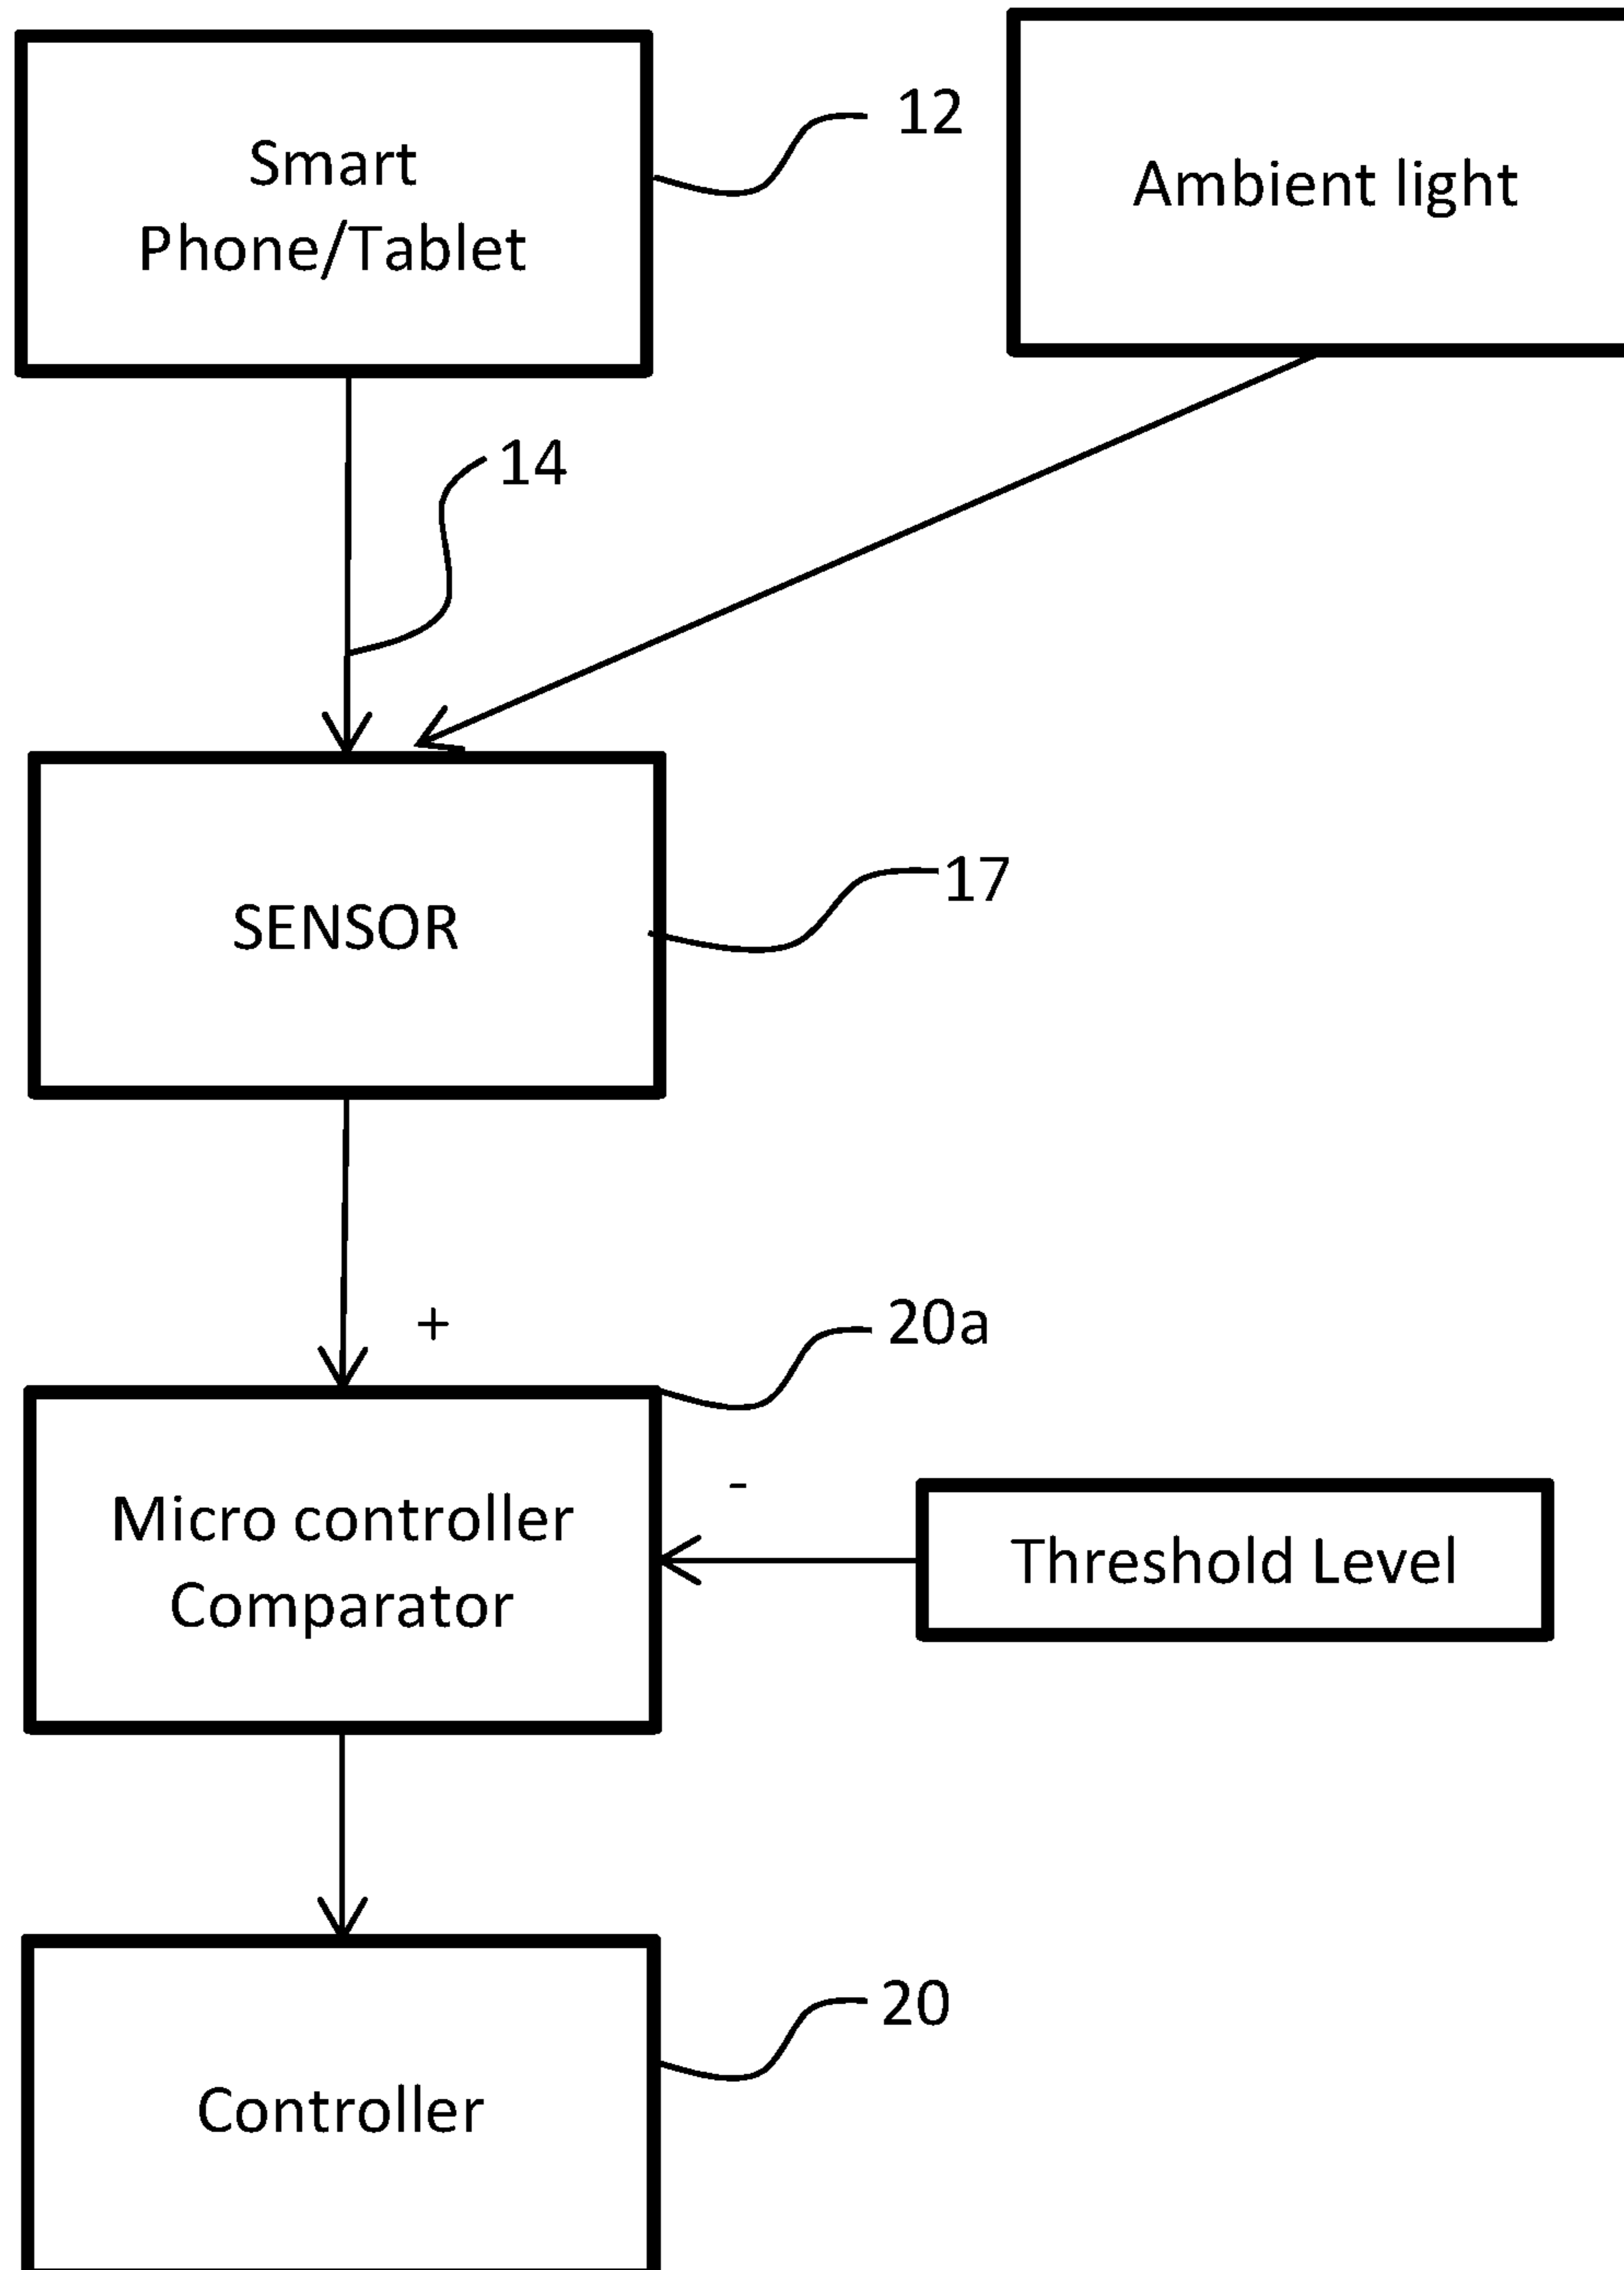 Smart
Phone/Tablet
12
Ambient light
14
SENSOR
17
+
20a
Micro controller
Comparator
-
Threshold Level
20
Controller